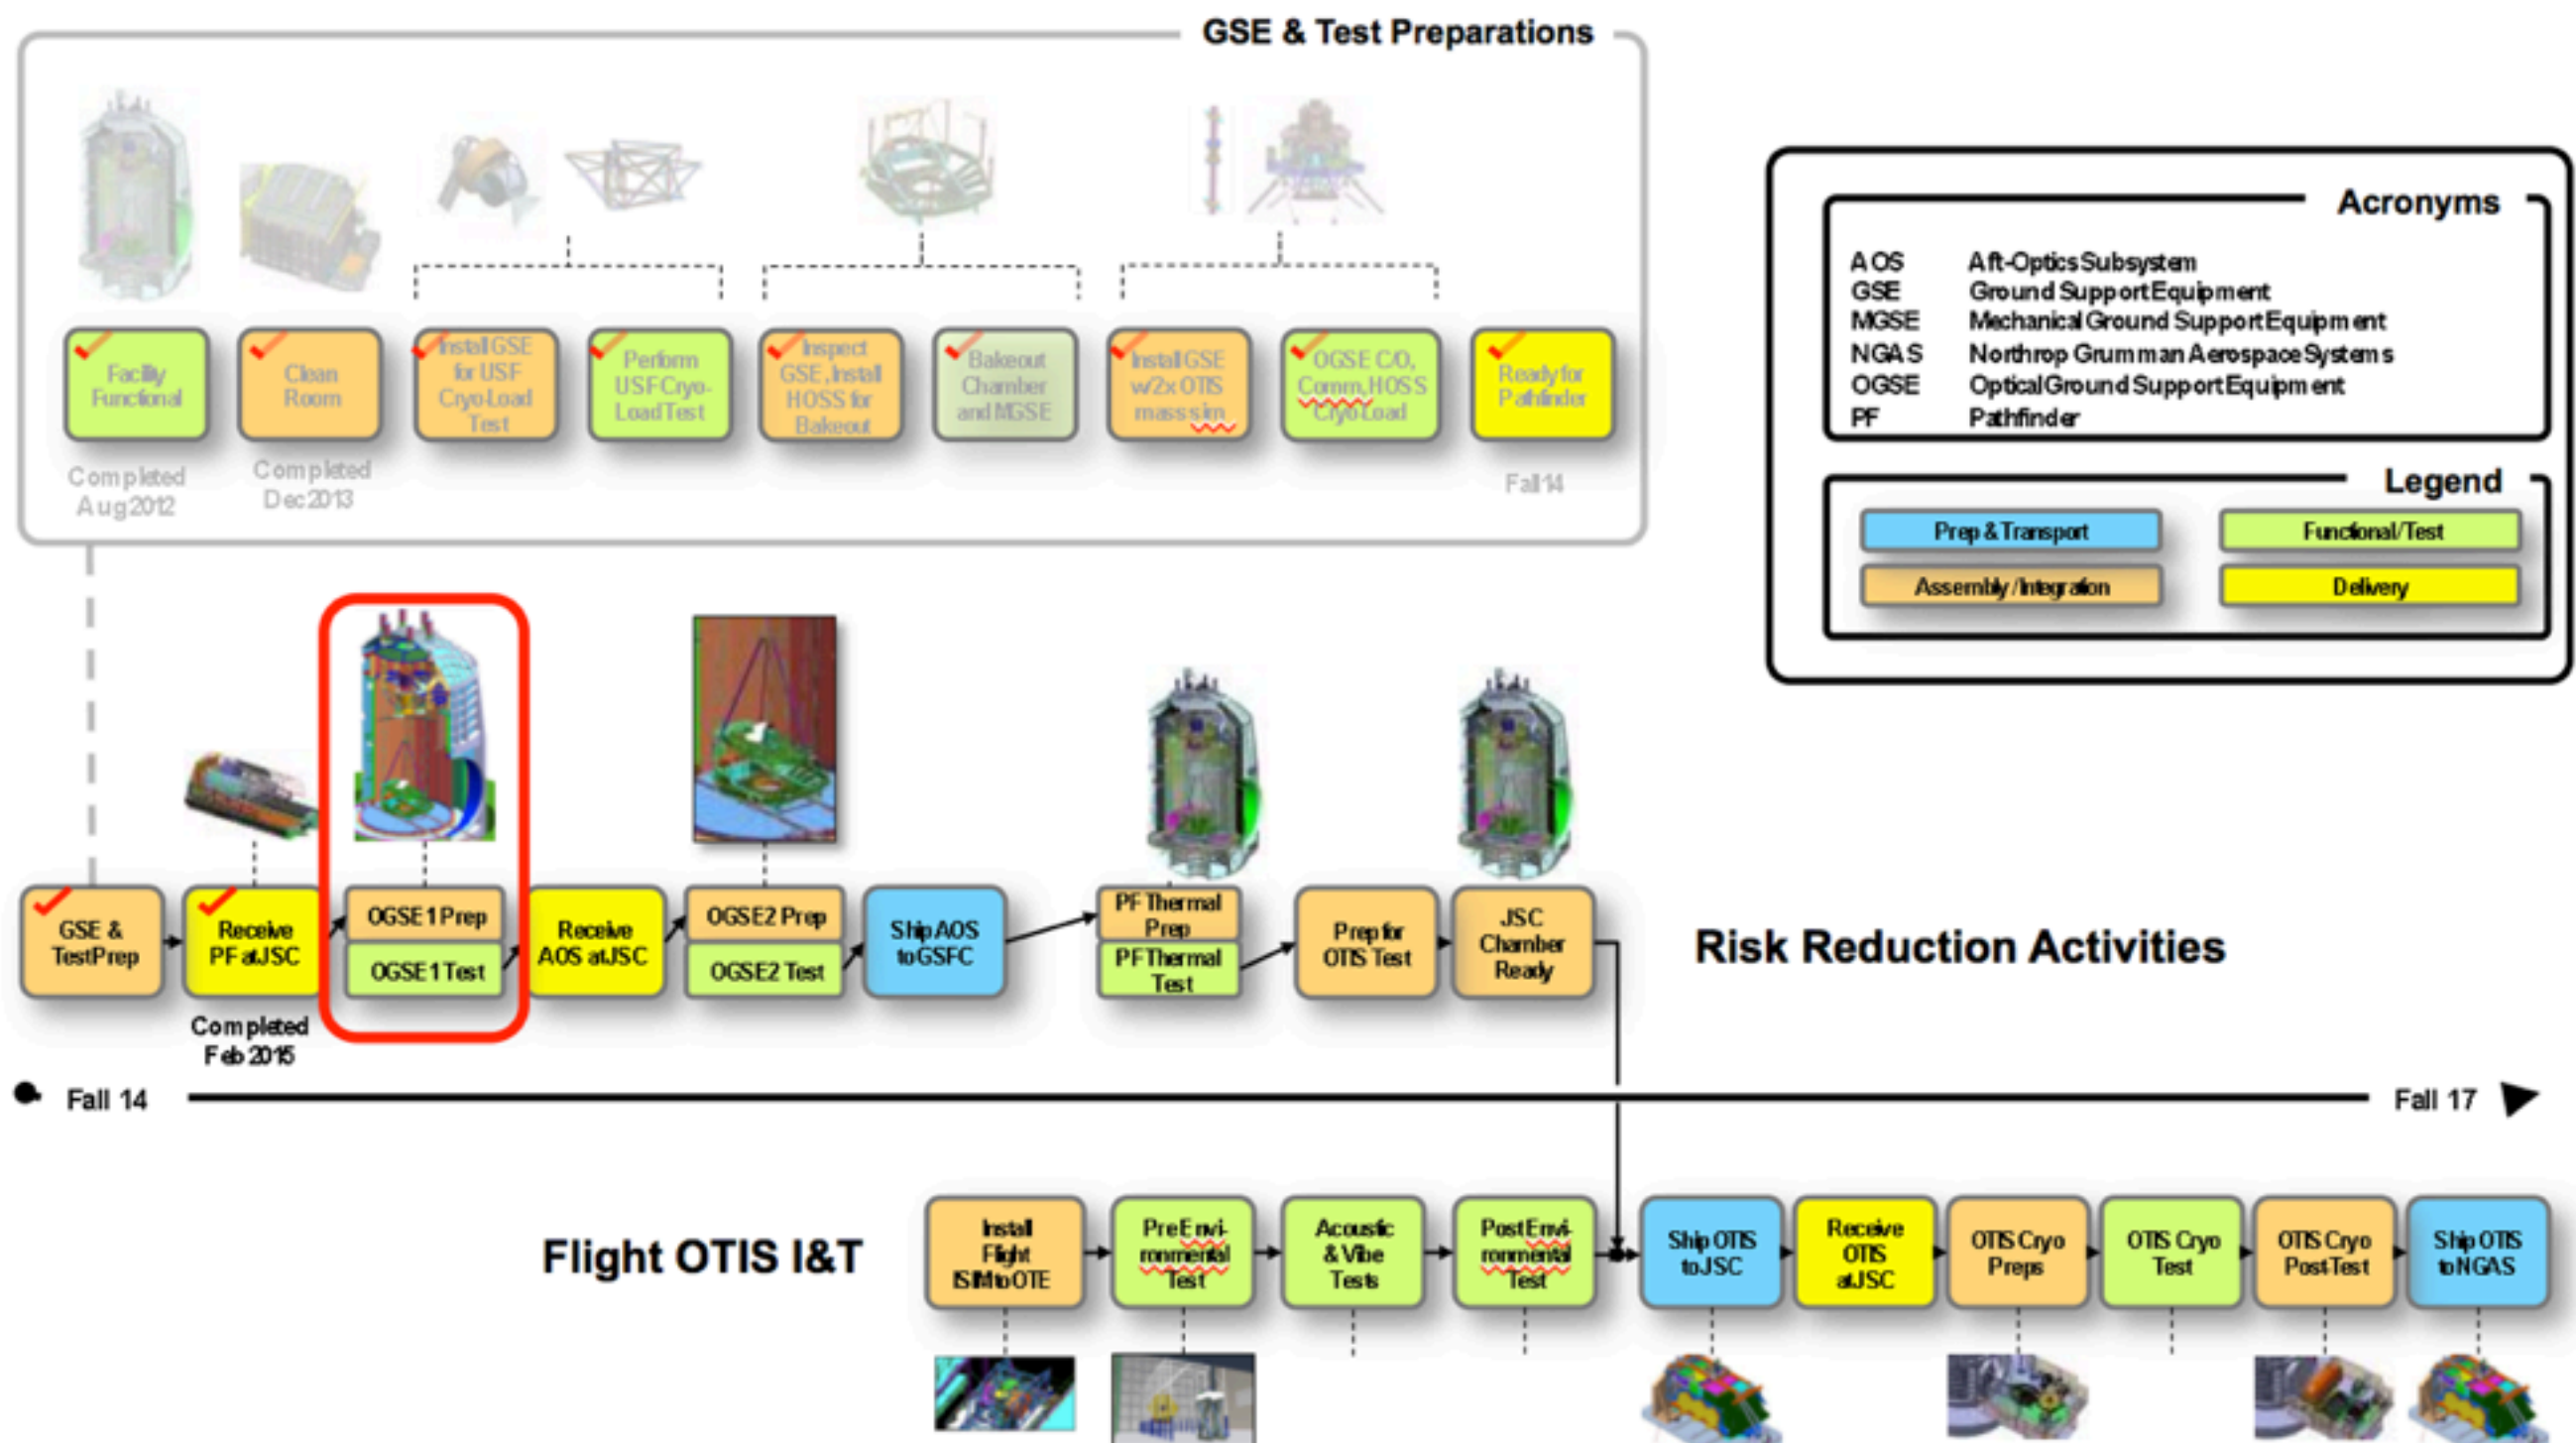 GSE & Test Preparations
Facility
Functional
Clean
Room
Install GSE
for USF
Cryo-Load
Test
Perform
USF Cryo-
Load Test
Inspect
GSE, Install
HOSS for
Bakeout
Bakeout
Chamber
and MGSE
Install GSE
w/2x OTIS
mass sim
OGSE C/O,
Comm, HOSS
Cryo-Load
Ready for
Pathfinder
Completed
Aug 2012
Completed
Dec 2013
Fall 14
Acronyms
AOS Aft-Optics Subsystem
GSE Ground Support Equipment
MGSE Mechanical Ground Support Equipment
NGAS Northrop Grumman Aerospace Systems
OGSE Optical Ground Support Equipment
PF Pathfinder
Legend
Prep & Transport
Functional/Test
Assembly/Integration
Delivery
GSE &
Test Prep
Receive
PF at JSC
OGSE1 Prep
OGSE1 Test
Receive
AOS at JSC
OGSE2 Prep
OGSE2 Test
Ship AOS
to GSFC
PF Thermal
Prep
PF Thermal
Test
Prep for
OTIS Test
JSC
Chamber
Ready
Risk Reduction Activities
Completed
Feb 2015
Fall 14
Fall 17
Flight OTIS I&T
Install
Flight
ISIM to OTE
Pre Envi-
ronmental
Test
Acoustic
& Vibe
Tests
Post Envi-
ronmental
Test
Ship OTIS
to JSC
Receive
OTIS
at JSC
OTIS Cryo
Preps
OTIS Cryo
Test
OTIS Cryo
Post-Test
Ship OTIS
to NGAS